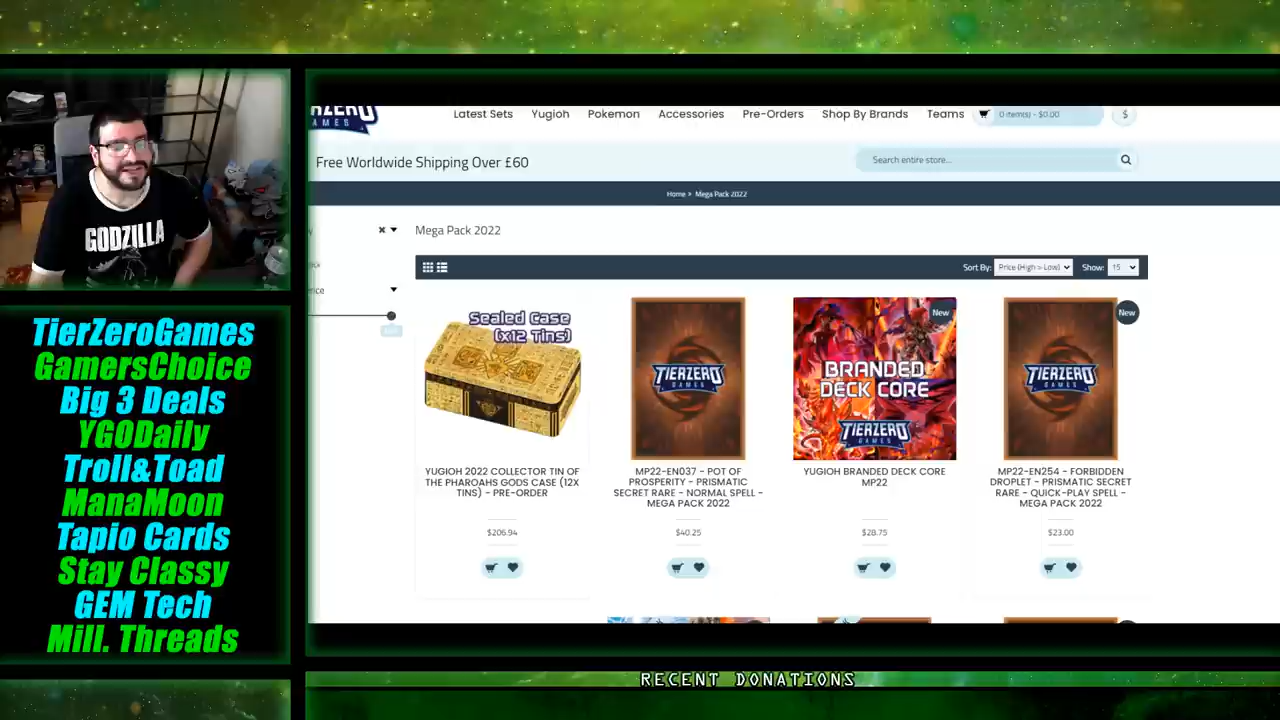 GODZILLA
TierZeroGames
GamersChoice
Big 3 Deals
YGODaily
Troll&Toad
ManaMoon
Tapio Cards
Stay Classy
GEM Tech
Mill. Threads
GAMES
Latest Sets
Yugioh
Pokemon
Accessories
Pre-Orders
Shop By Brands
Teams
0 item(s) - $0.00
$
Free Worldwide Shipping Over £60
Search entire store...
Home » Mega Pack 2022
Mega Pack 2022
Sort By: Price (High > Low)
Show: 15
Sealed Case
(x12 Tins)
YUGIOH 2022 COLLECTOR TIN OF
THE PHAROAHS GODS CASE (12X
TINS) - PRE-ORDER
$206.94
TIERZERO
GAMES
MP22-EN037 - POT OF
PROSPERITY - PRISMATIC
SECRET RARE - NORMAL SPELL -
MEGA PACK 2022
$40.25
New
BRANDED
DECK CORE
TIERZERO
GAMES
YUGIOH BRANDED DECK CORE
MP22
$28.75
New
TIERZERO
GAMES
MP22-EN254 - FORBIDDEN
DROPLET - PRISMATIC SECRET
RARE - QUICK-PLAY SPELL -
MEGA PACK 2022
$23.00
RECENT DONATIONS